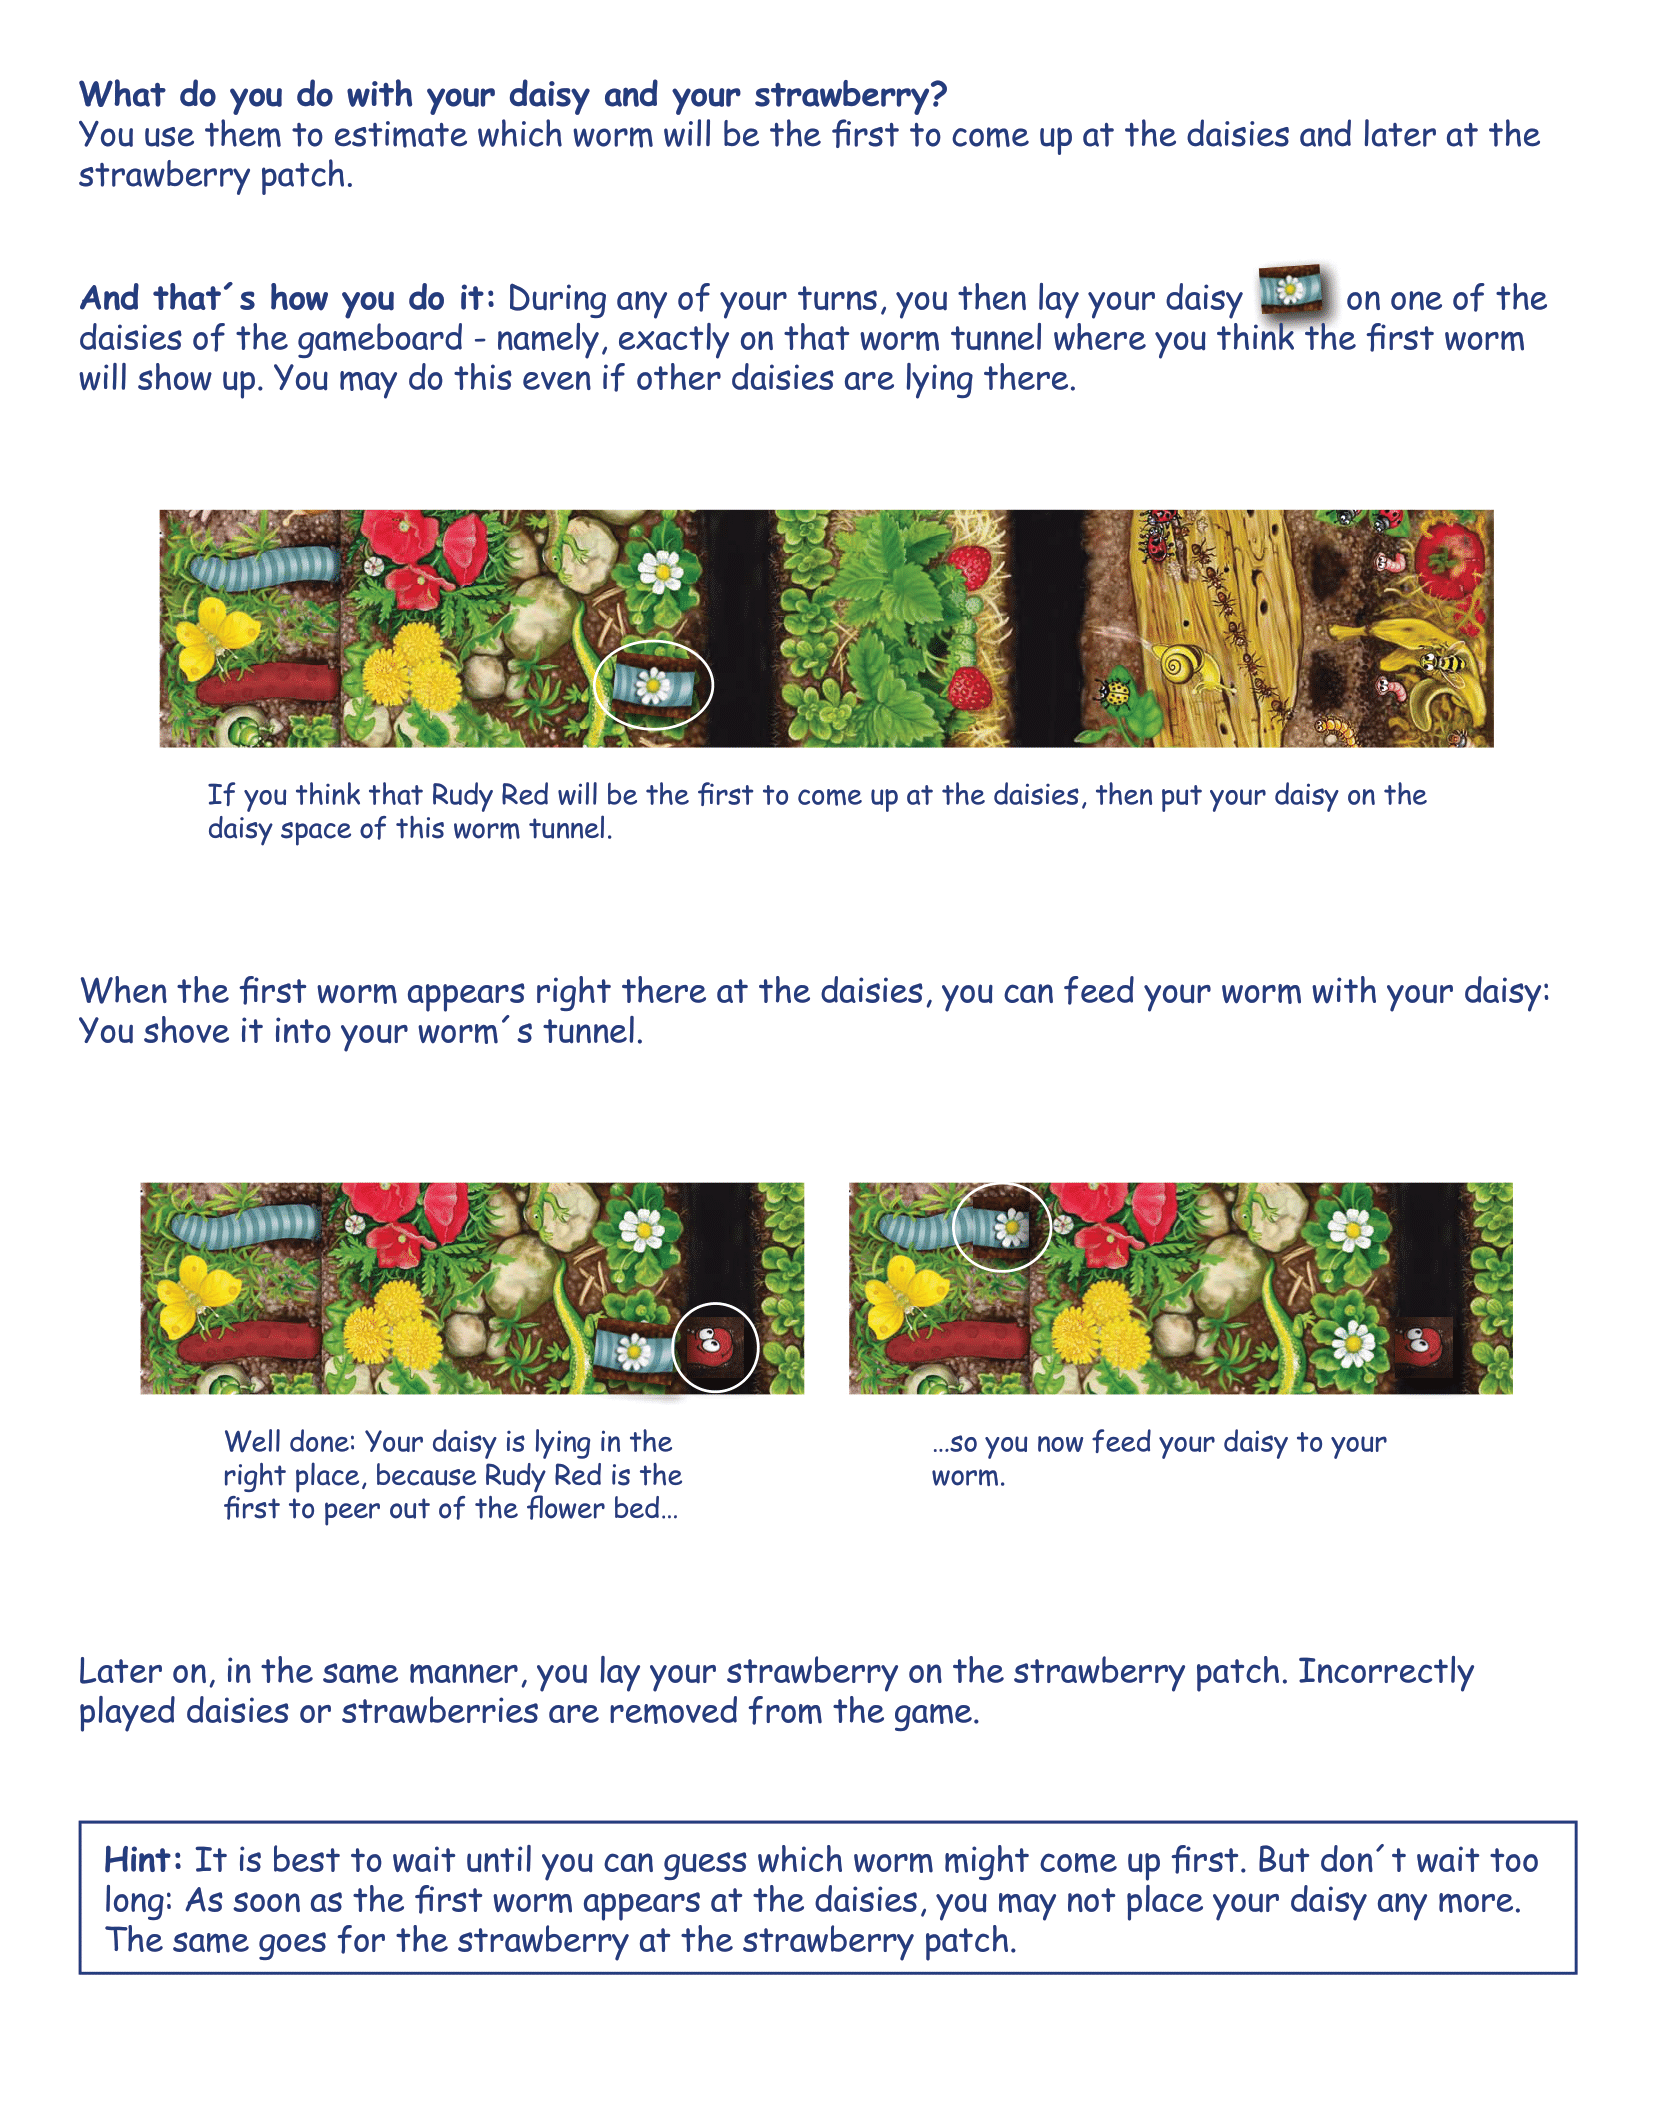 What do you do with your daisy and your strawberry?
You use them to estimate which worm will be the first to come up at the daisies and later at the
strawberry patch.
And that´s how you do it: During any of your turns, you then lay your daisy on one of the
daisies of the gameboard - namely, exactly on that worm tunnel where you think the first worm
will show up. You may do this even if other daisies are lying there.
If you think that Rudy Red will be the first to come up at the daisies, then put your daisy on the
daisy space of this worm tunnel.
When the first worm appears right there at the daisies, you can feed your worm with your daisy:
You shove it into your worm´s tunnel.
Well done: Your daisy is lying in the
right place, because Rudy Red is the
first to peer out of the flower bed...
...so you now feed your daisy to your
worm.
Later on, in the same manner, you lay your strawberry on the strawberry patch. Incorrectly
played daisies or strawberries are removed from the game.
Hint: It is best to wait until you can guess which worm might come up first. But don´t wait too
long: As soon as the first worm appears at the daisies, you may not place your daisy any more.
The same goes for the strawberry at the strawberry patch.